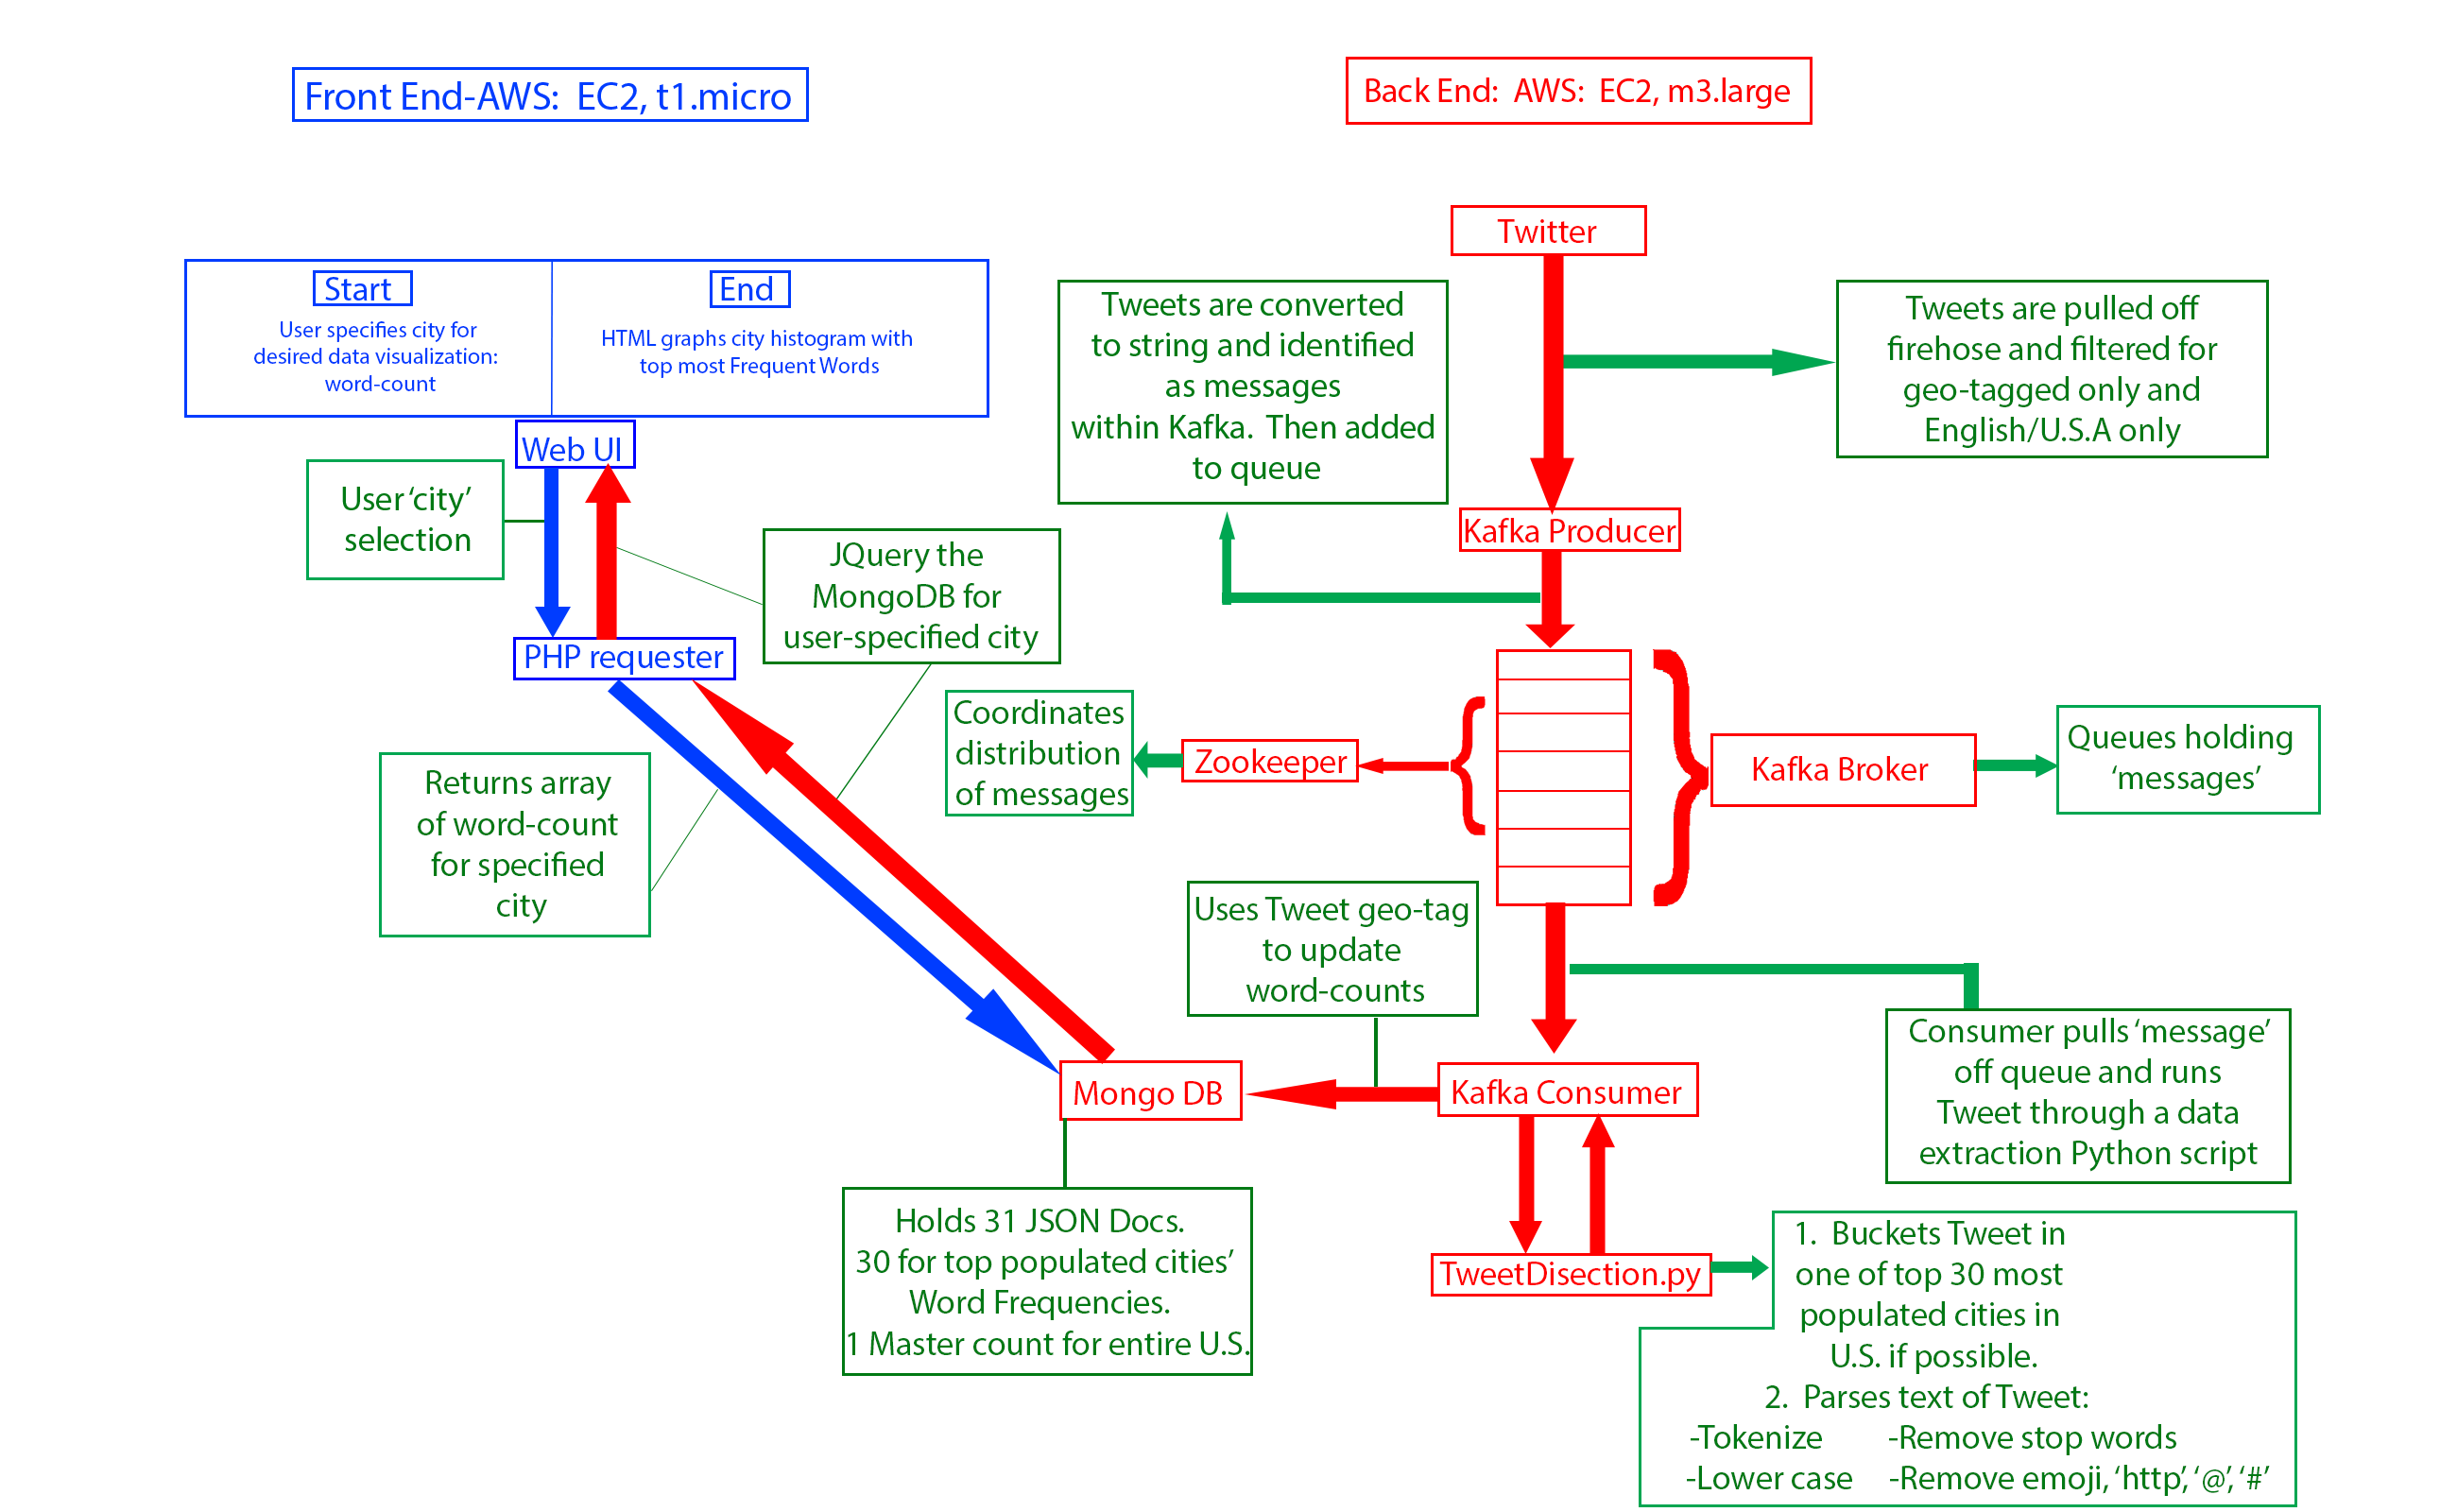 Front End-AWS:  EC2, t1.micro
Back End:  AWS:  EC2, m3.large
Start
User specifies city for
desired data visualization:
word-count
End
HTML graphs city histogram with
top most Frequent Words
Web UI
User ‘city’
selection
JQuery the
MongoDB for
user-specified city
PHP requester
Returns array
of word-count
for specified
city
Twitter
Tweets are converted
to string and identified
as messages
within Kafka.  Then added
to queue
Tweets are pulled off
firehose and filtered for
geo-tagged only and
English/U.S.A only
Kafka Producer
Coordinates
distribution
of messages
Zookeeper
Kafka Broker
Queues holding
‘messages’
Uses Tweet geo-tag
to update
word-counts
Consumer pulls ‘message’
off queue and runs
Tweet through a data
extraction Python script
Mongo DB
Kafka Consumer
Holds 31 JSON Docs.
30 for top populated cities’
Word Frequencies.
1 Master count for entire U.S.
TweetDisection.py
1.  Buckets Tweet in
one of top 30 most
populated cities in
U.S. if possible.
2.  Parses text of Tweet:
-Tokenize -Remove stop words
-Lower case -Remove emoji, ‘http’, ‘@’, ‘#’